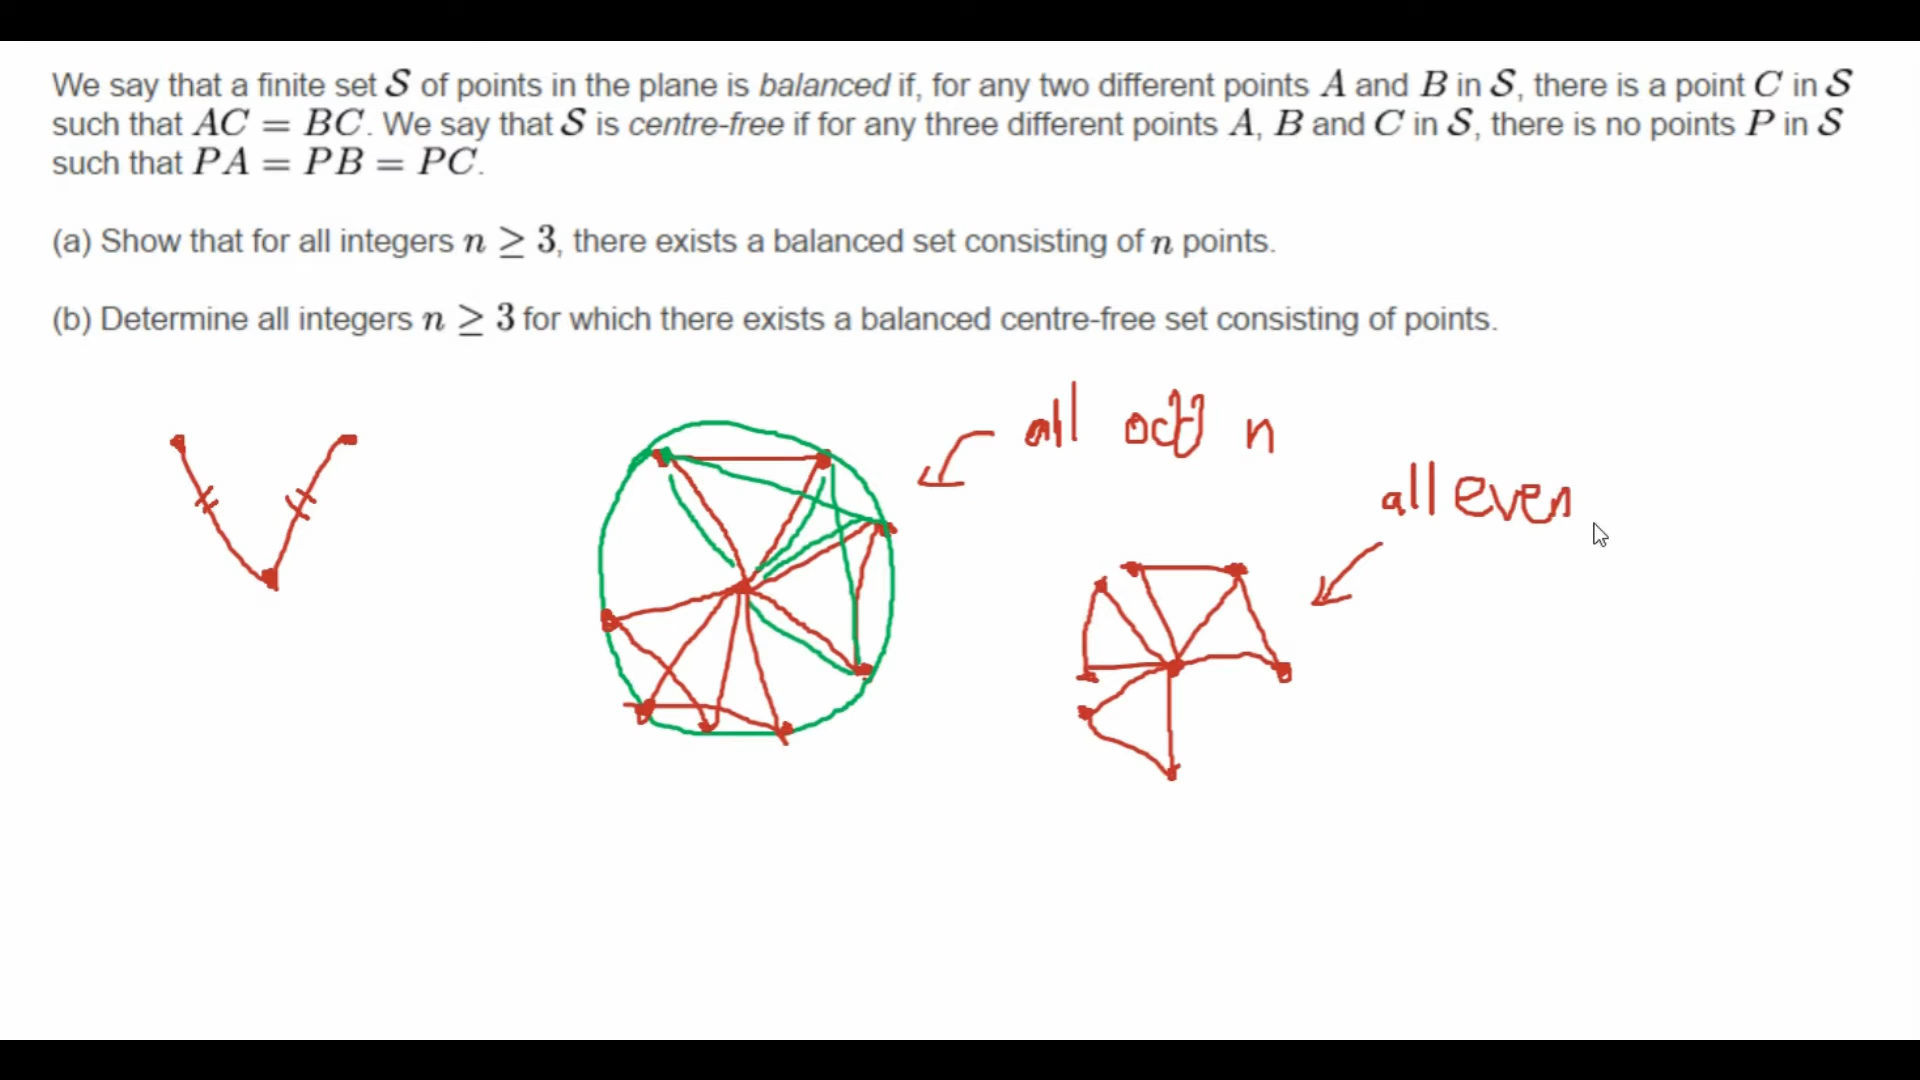 We say that a finite set 𝒮 of points in the plane is balanced if, for any two different points A and B in 𝒮, there is a point C in 𝒮
such that AC = BC. We say that 𝒮 is centre-free if for any three different points A, B and C in 𝒮, there is no points P in 𝒮
such that PA = PB = PC.
(a) Show that for all integers n ≥ 3, there exists a balanced set consisting of n points.
(b) Determine all integers n ≥ 3 for which there exists a balanced centre-free set consisting of points.
all odd n
all even